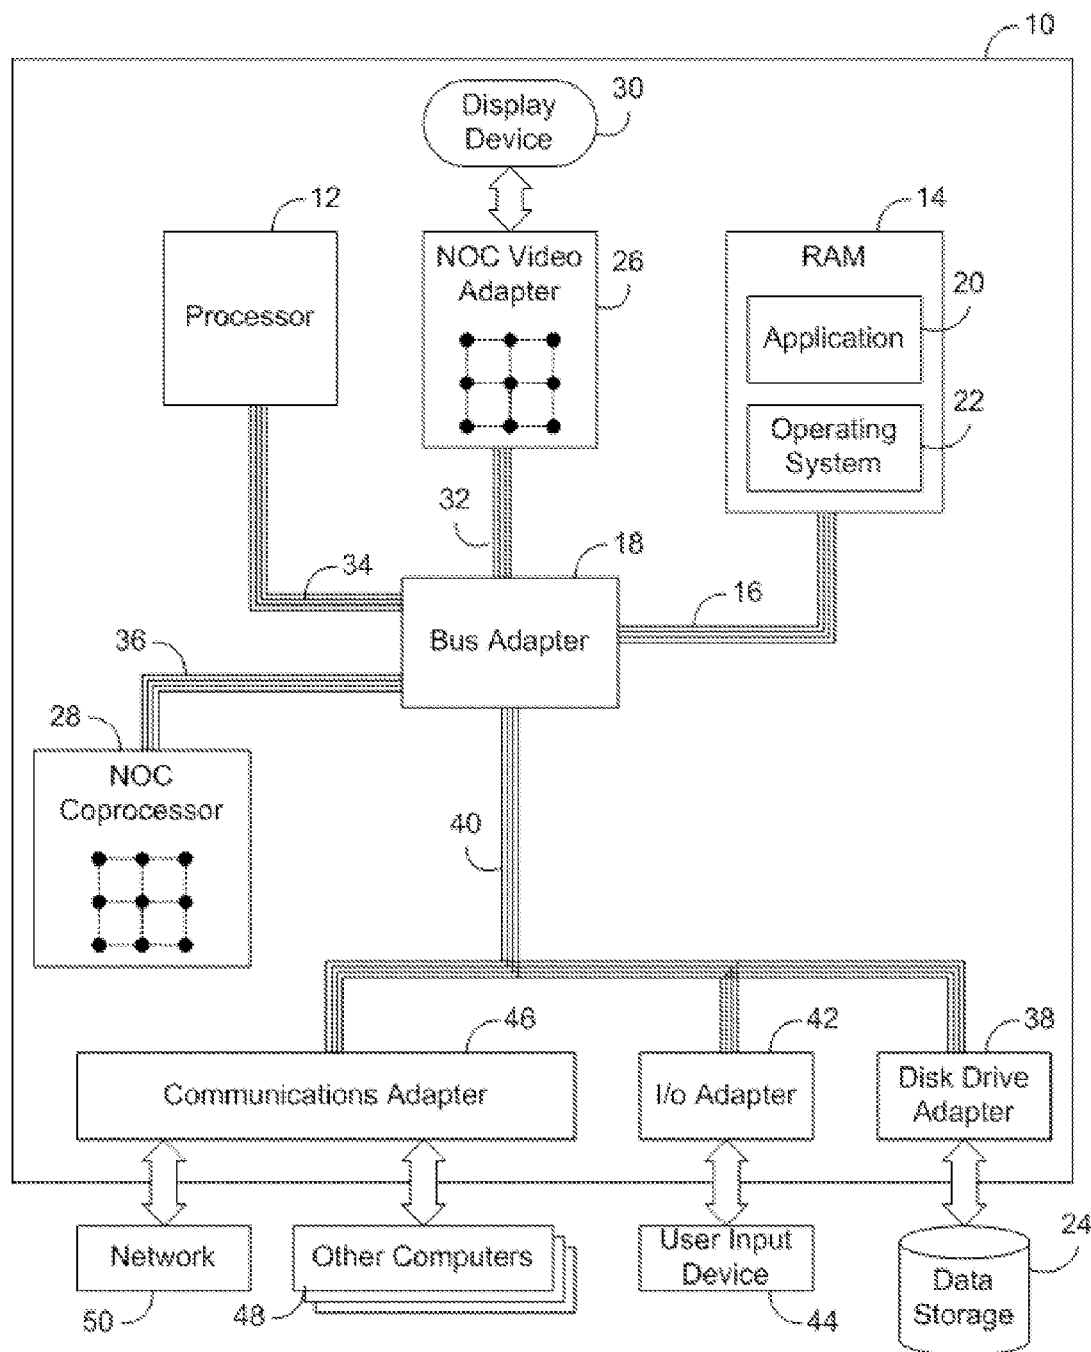 10
Display
Device
30
12
14
NOC Video
Adapter
26
RAM
20
Processor
Application
22
Operating
System
32
18
34
16
Bus Adapter
36
28
NOC
Coprocessor
40
46
42
38
Communications Adapter
I/o Adapter
Disk Drive
Adapter
Network
Other Computers
User Input
Device
24
Data
Storage
50
48
44